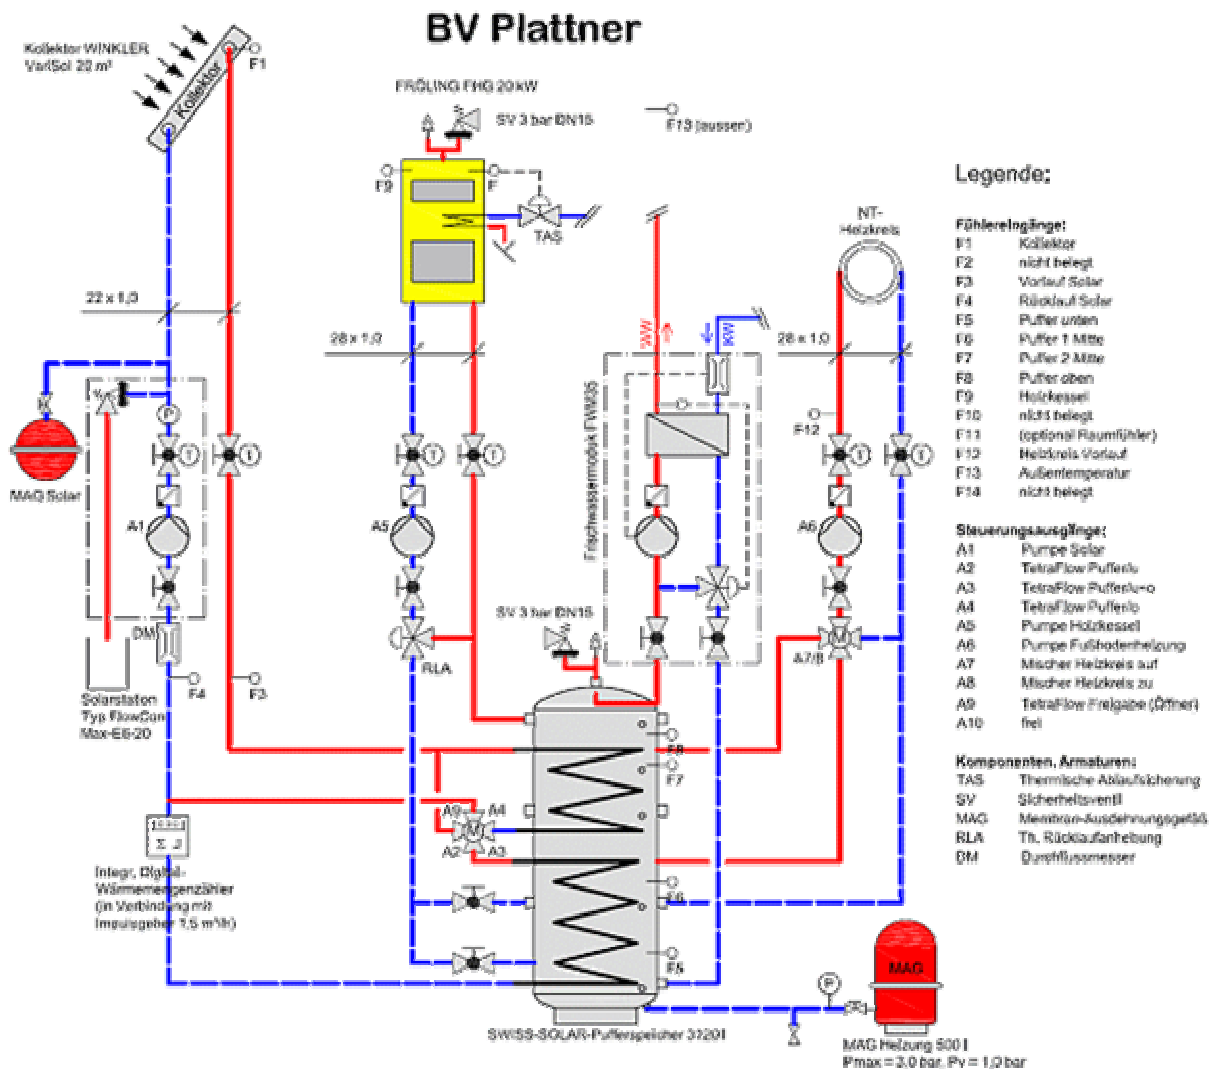 BV Plattner
Kollektor WINKLER
VariSol 20 m²
Kollektor
F1
FRÖLING FHG 20 kW
SV 3 bar DN15
F13 (aussen)
F9
F
TAS
NT-
Heizkreis
22 x 1,0
28 x 1,0
WW
KW
28 x 1,0
P
T
T
T
T
T
T
F12
MAG Solar
A1
A5
A6
Frischwassermodul FWM35
SV 3 bar DN15
DM
RLA
M
A7/8
F4
F3
Solarstation
Typ FlowCon
Max-E6-20
F8
F7
A9
A4
M
A2
A3
Integr. Digital-
Wärmemengenzähler
(in Verbindung mit
Impulsgeber 1,5 m³/h)
F6
F5
SWISS-SOLAR-Pufferspeicher
P
MAG
MAG Heizung 500 l
Pmax = 3,0 bar, Pv = 1,0 bar
Legende:
Fühlereingänge:
F1 Kollektor
F2 nicht belegt
F3 Vorlauf Solar
F4 Rücklauf Solar
F5 Puffer unten
F6 Puffer 1 Mitte
F7 Puffer 2 Mitte
F8 Puffer oben
F9 Holzkessel
F10 nicht belegt
F11 (optional Raumfühler)
F12 Heizkreis Vorlauf
F13 Außentemperatur
F14 nicht belegt
Steuerungsausgänge:
A1 Pumpe Solar
A2 TetraFlow Puffer/u
A3 TetraFlow Puffer/u+o
A4 TetraFlow Puffer/o
A5 Pumpe Holzkessel
A6 Pumpe Fußbodenheizung
A7 Mischer Heizkreis auf
A8 Mischer Heizkreis zu
A9 TetraFlow Freigabe (Öffner)
A10 frei
Komponenten, Armaturen:
TAS Thermische Ablaufsicherung
SV Sicherheitsventil
MAG Membran-Ausdehnungsgefäß
RLA Th. Rücklaufanhebung
DM Durchflussmesser